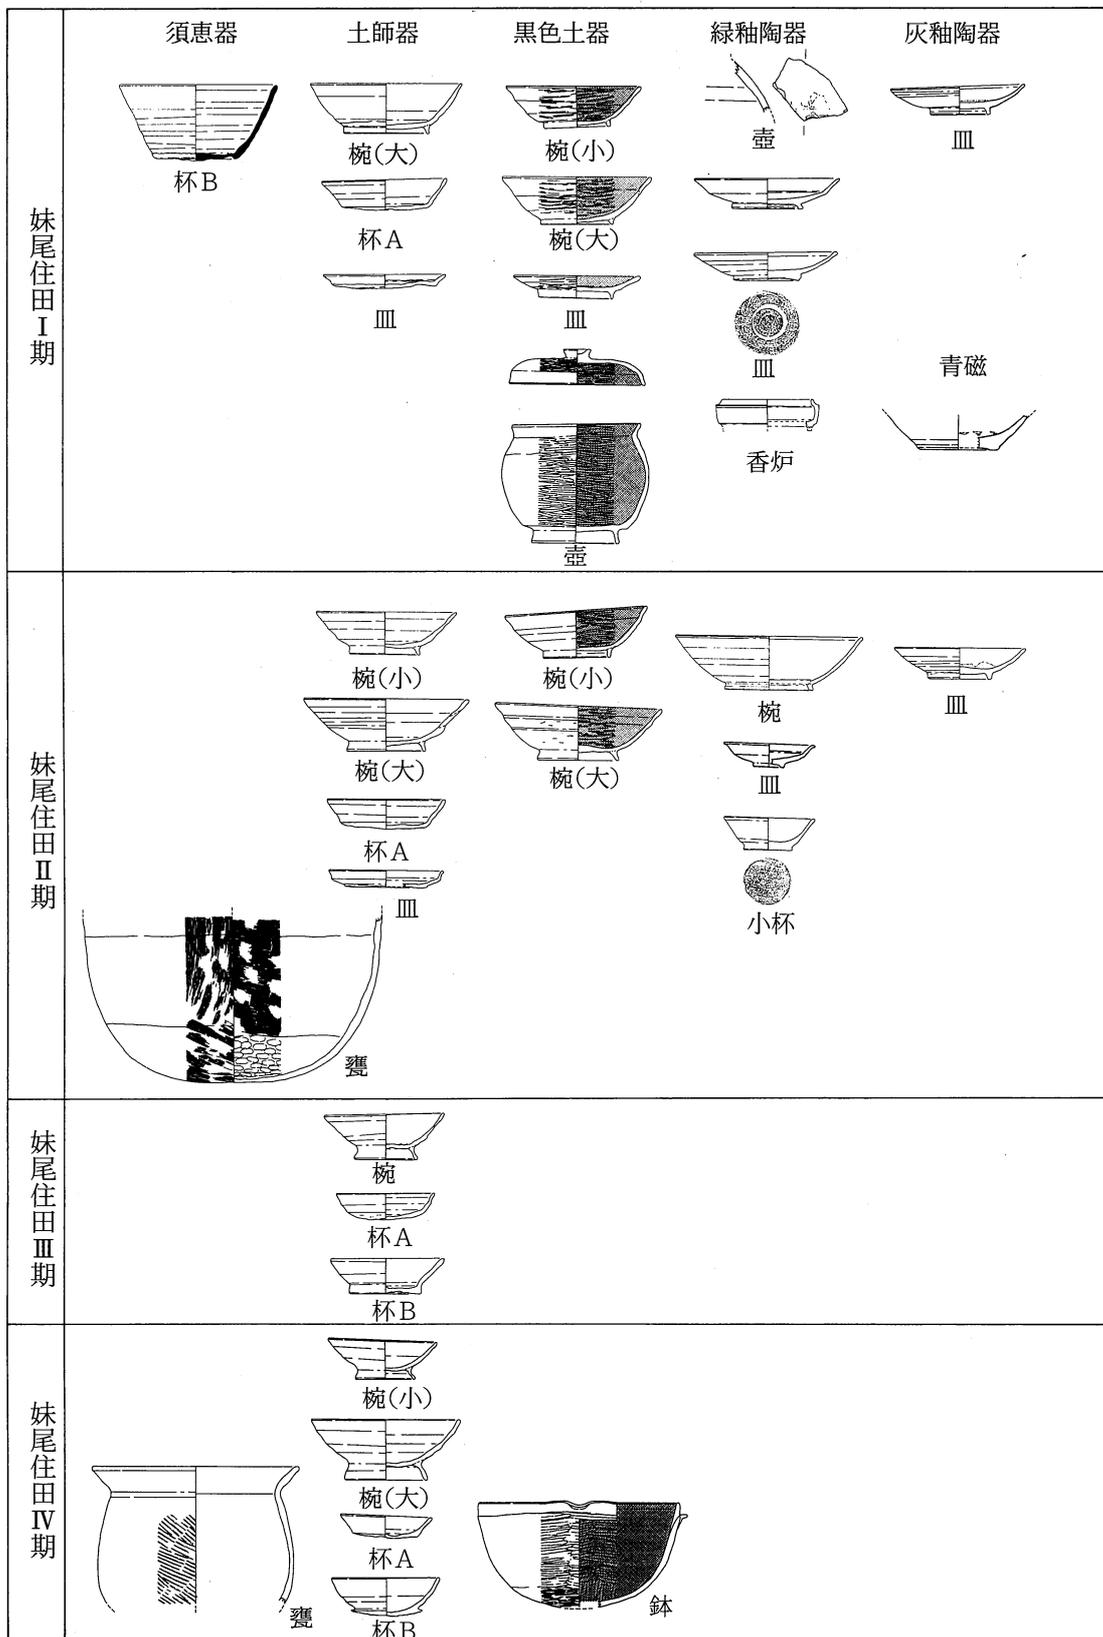 須恵器 土師器 黒色土器 緑釉陶器 灰釉陶器
妹尾住田Ⅰ期
杯B
椀(大)
杯A
皿
椀(小)
椀(大)
皿
壺
壺
皿
香炉
皿
青磁
妹尾住田Ⅱ期
甕
椀(小)
椀(大)
杯A
皿
椀(小)
椀(大)
椀
皿
小杯
皿
妹尾住田Ⅲ期
椀
杯A
杯B
妹尾住田Ⅳ期
甕
椀(小)
椀(大)
杯A
杯B
鉢